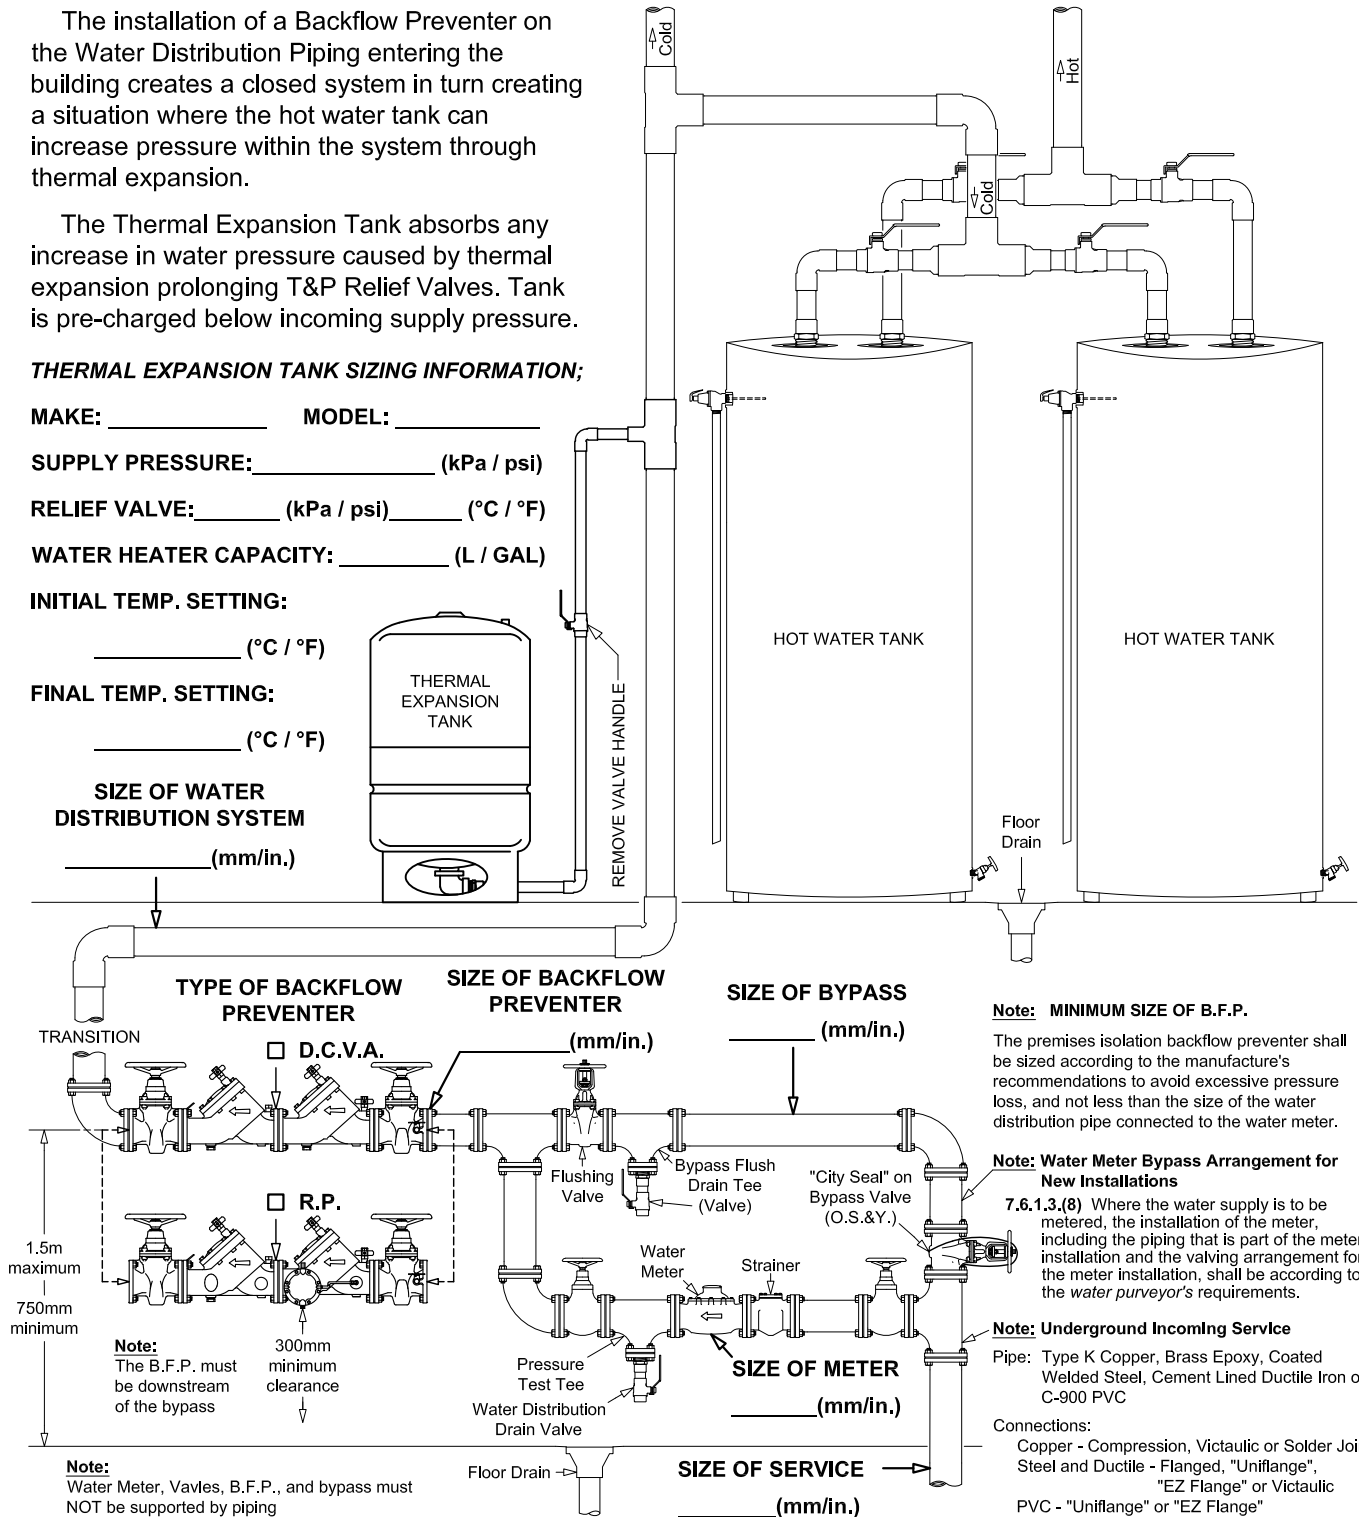 The installation of a Backflow Preventer on
the Water Distribution Piping entering the
building creates a closed system in turn creating
a situation where the hot water tank can
increase pressure within the system through
thermal expansion.
The Thermal Expansion Tank absorbs any
increase in water pressure caused by thermal
expansion prolonging T&P Relief Valves. Tank
is pre-charged below incoming supply pressure.
THERMAL EXPANSION TANK SIZING INFORMATION;
MAKE: ____________ MODEL: ____________
SUPPLY PRESSURE:______________ (kPa / psi)
RELIEF VALVE:_______ (kPa / psi)______ (°C / °F)
WATER HEATER CAPACITY: _________ (L / GAL)
INITIAL TEMP. SETTING:
____________ (°C / °F)
FINAL TEMP. SETTING:
____________ (°C / °F)
SIZE OF WATER
DISTRIBUTION SYSTEM
____________(mm/in.)
Cold
Hot
Cold
THERMAL
EXPANSION
TANK
REMOVE VALVE HANDLE
HOT WATER TANK
HOT WATER TANK
Floor
Drain
TRANSITION
TYPE OF BACKFLOW
PREVENTER
D.C.V.A.
R.P.
SIZE OF BACKFLOW
PREVENTER
_________(mm/in.)
SIZE OF BYPASS
_______ (mm/in.)
Flushing
Valve
Bypass Flush
Drain Tee
(Valve)
"City Seal" on
Bypass Valve
(O.S.&Y.)
Water
Meter
Strainer
1.5m
maximum
750mm
minimum
Note:
The B.F.P. must
be downstream
of the bypass
300mm
minimum
clearance
Pressure
Test Tee
Water Distribution
Drain Valve
SIZE OF METER
_______(mm/in.)
Floor Drain
SIZE OF SERVICE
________(mm/in.)
Note:
Water Meter, Vavles, B.F.P., and bypass must
NOT be supported by piping
Note: MINIMUM SIZE OF B.F.P.
The premises isolation backflow preventer shall
be sized according to the manufacture's
recommendations to avoid excessive pressure
loss, and not less than the size of the water
distribution pipe connected to the water meter.
Note: Water Meter Bypass Arrangement for
New Installations
7.6.1.3.(8) Where the water supply is to be
metered, the installation of the meter,
including the piping that is part of the meter
installation and the valving arrangement for
the meter installation, shall be according to
the water purveyor's requirements.
Note: Underground Incoming Service
Pipe: Type K Copper, Brass Epoxy, Coated
Welded Steel, Cement Lined Ductile Iron o
C-900 PVC
Connections:
Copper - Compression, Victaulic or Solder Joi
Steel and Ductile - Flanged, "Uniflange",
"EZ Flange" or Victaulic
PVC - "Uniflange" or "EZ Flange"